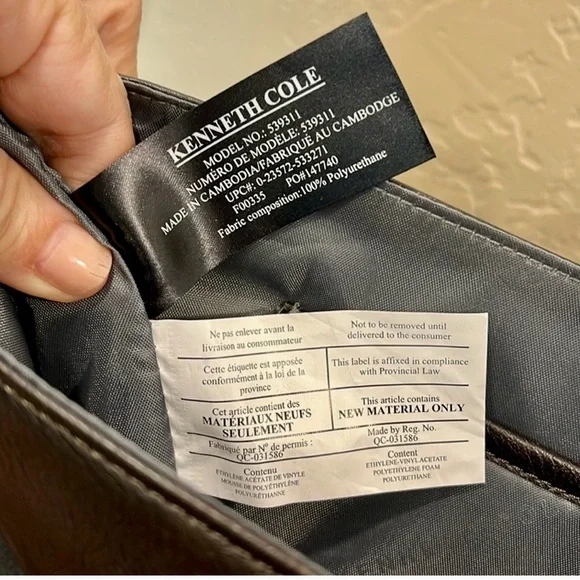 KENNETH COLE
MODEL NO.: 539311
NUMÉRO DE MODÈLE: 539311
MADE IN CAMBODIA/FABRIQUÉ AU CAMBODGE
UPC#: 0-23572-533271
F00335 PO#147740
Fabric composition:100% Polyurethane
Ne pas enlever avant la
livraison au consommateur
Not to be removed until
delivered to the consumer
Cette étiquette est apposée
conformément à la loi de la
province
This label is affixed in compliance
with Provincial Law
Cet article contient des
MATÉRIAUX NEUFS
SEULEMENT
This article contains
NEW MATERIAL ONLY
Fabriqué par Nº de permis :
QC-031586
Made by Reg. No.
QC-031586
Contenu
ETHYLÈNE ACÉTATE DE VINYLE
MOUSSE DE POLYÉTHYLÈNE
POLYURÉTHANNE
Content
ETHYLENE-VINYL ACETATE
POLYETHYLENE FOAM
POLYURETHANE